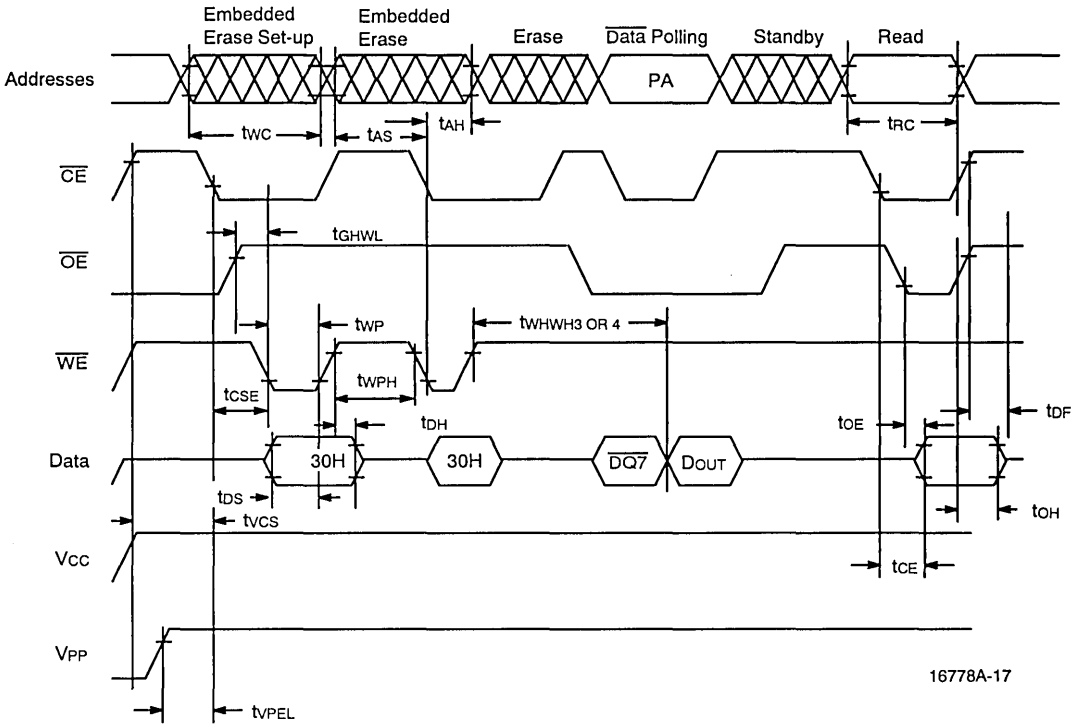 Embedded
Erase Set-up
Embedded
Erase
Erase
Data Polling
Standby
Read
Addresses
PA
tWC
tAS
tAH
tRC
CE
tGHWL
OE
tWP
tWHWH3 OR 4
WE
tCSE
tWPH
tDH
tOE
tDF
Data
30H
30H
DQ7
DOUT
tDS
tVCS
tOH
VCC
tCE
VPP
16778A-17
tVPEL